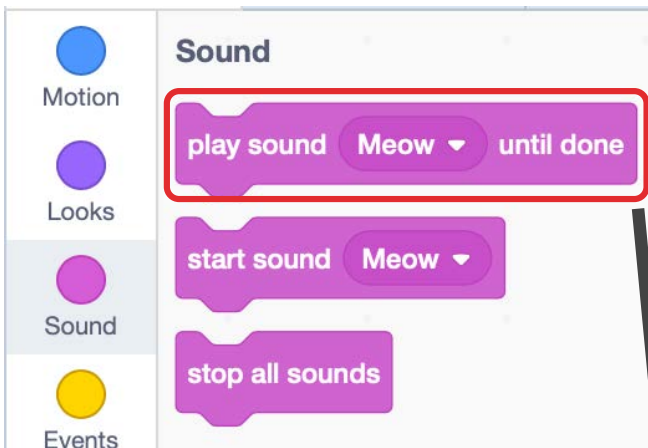 Sound
Motion
play sound Meow until done
Looks
start sound Meow
Sound
stop all sounds
Events